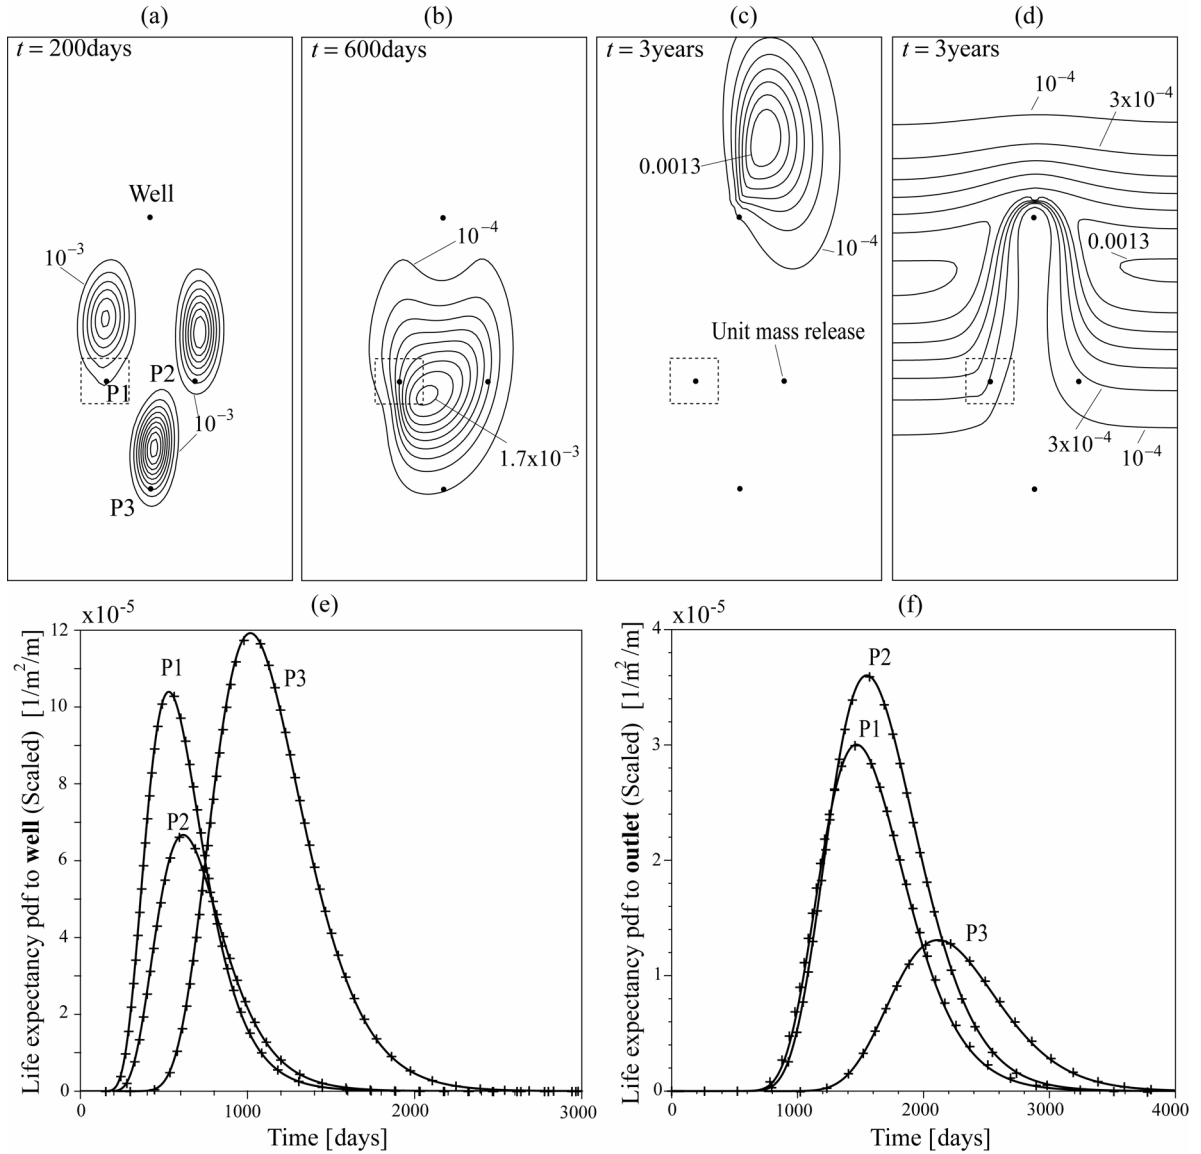 (a)
(b)
(c)
(d)
t = 200days
t = 600days
t = 3years
t = 3years
10⁻⁴
3x10⁻⁴
Well
0.0013
10⁻³
10⁻⁴
10⁻⁴
0.0013
Unit mass release
P1
P2
10⁻³
3x10⁻⁴
10⁻⁴
1.7x10⁻³
P3
(e)
x10⁻⁵
Life expectancy pdf to well (Scaled) [1/m²/m]
12
10
8
6
4
2
0
P1
P3
P2
0
1000
2000
3000
Time [days]
(f)
x10⁻⁵
Life expectancy pdf to outlet (Scaled) [1/m²/m]
4
3
2
1
0
P2
P1
P3
0
1000
2000
3000
4000
Time [days]